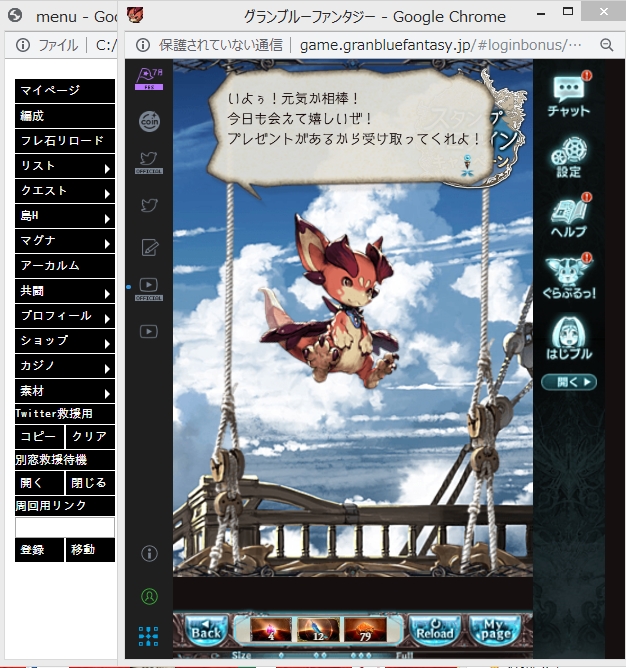 menu - Goo
ファイル
C:/
マイページ
編成
フレ石リロード
リスト
クエスト
島H
マグナ
アーカルム
共闘
プロフィール
ショップ
カジノ
素材
Twitter救援用
コピー クリア
別窓救援待機
開く 閉じる
周回用リンク
登録 移動
グランブルーファンタジー - Google Chrome
保護されていない通信 game.granbluefantasy.jp/#loginbonus/…
7月
FES
coin
OFFICIAL
OFFICIAL
いよぅ！元気か相棒！
今日も会えて嬉しいぜ！
プレゼントがあるから受け取ってくれよ！
チャット
設定
ヘルプ
ぐらぶるっ!
はじブル
開く
Back
4
12
79
Reload
My page
Size
Full